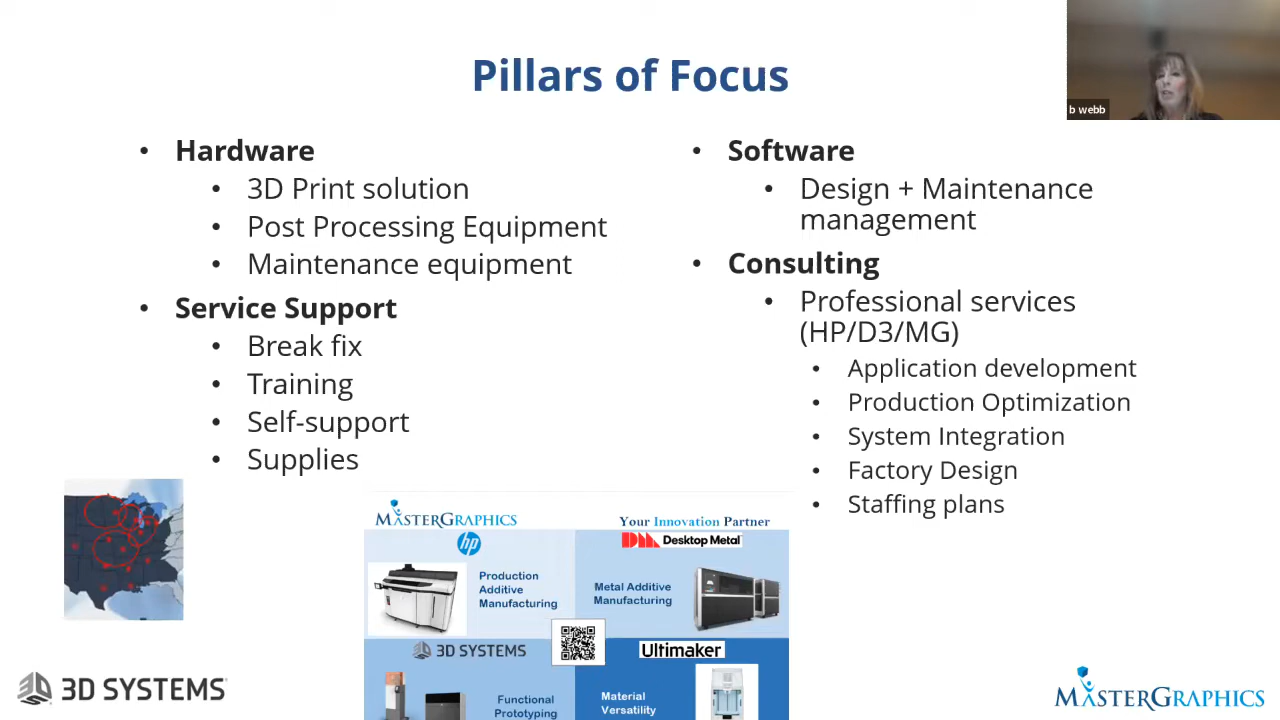 Pillars of Focus
b webb
• Hardware
• 3D Print solution
• Post Processing Equipment
• Maintenance equipment
• Service Support
• Break fix
• Training
• Self-support
• Supplies
• Software
• Design + Maintenance
management
• Consulting
• Professional services
(HP/D3/MG)
• Application development
• Production Optimization
• System Integration
• Factory Design
• Staffing plans
MASTERGRAPHICS
Your Innovation Partner
hp
Desktop Metal
Production
Additive
Manufacturing
Metal Additive
Manufacturing
3D SYSTEMS
Ultimaker
Functional
Prototyping
Material
Versatility
3D SYSTEMS
MASTERGRAPHICS